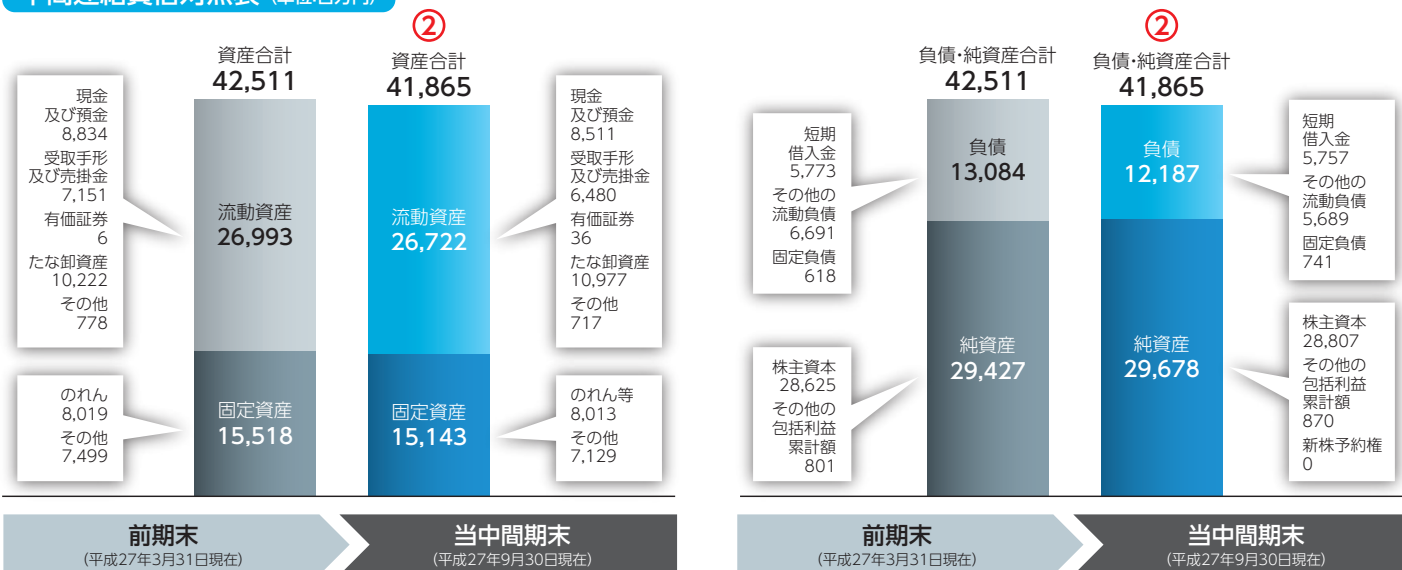 中間連結貸借対照表 (単位:百万円)
②
資産合計
42,511
資産合計
41,865
現金
及び預金
8,834
受取手形
及び売掛金
7,151
有価証券
6
たな卸資産
10,222
その他
778
のれん
8,019
その他
7,499
流動資産
26,993
固定資産
15,518
流動資産
26,722
固定資産
15,143
現金
及び預金
8,511
受取手形
及び売掛金
6,480
有価証券
36
たな卸資産
10,977
その他
717
のれん等
8,013
その他
7,129
前期末
(平成27年3月31日現在)
当中間期末
(平成27年9月30日現在)
②
負債・純資産合計
42,511
負債・純資産合計
41,865
短期
借入金
5,773
その他の
流動負債
6,691
固定負債
618
株主資本
28,625
その他の
包括利益
累計額
801
負債
13,084
純資産
29,427
負債
12,187
純資産
29,678
短期
借入金
5,757
その他の
流動負債
5,689
固定負債
741
株主資本
28,807
その他の
包括利益
累計額
870
新株予約権
0
前期末
(平成27年3月31日現在)
当中間期末
(平成27年9月30日現在)